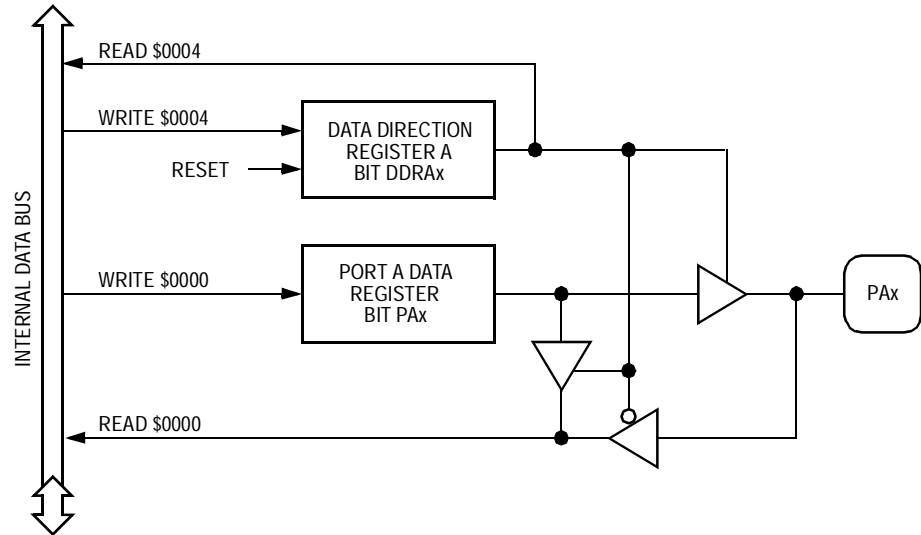 READ $0004
WRITE $0004
DATA DIRECTION
REGISTER A
BIT DDRAx
RESET
INTERNAL DATA BUS
WRITE $0000
PORT A DATA
REGISTER
BIT PAx
PAx
READ $0000